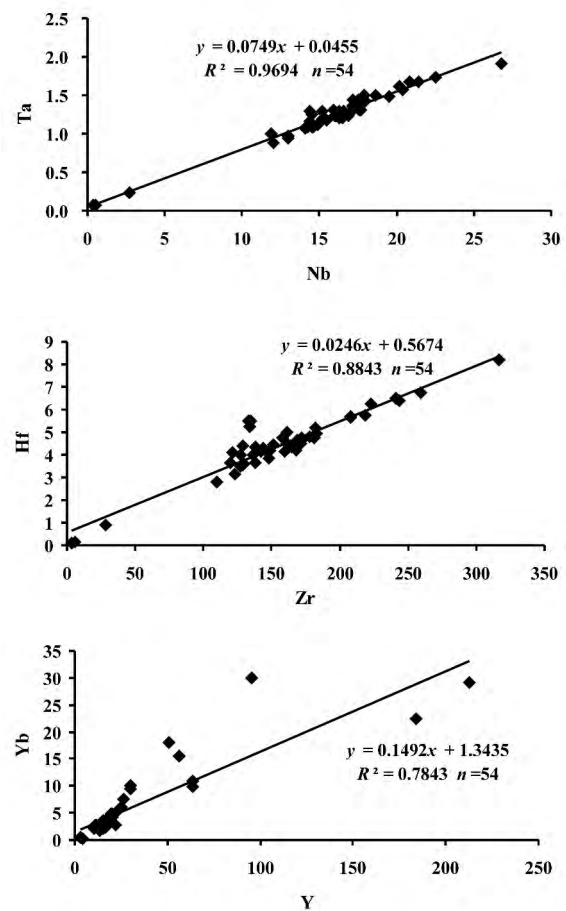 2.5
y = 0.0749x + 0.0455
2.0
R² = 0.9694 n=54
1.5
Ta
1.0
0.5
0.0
0 5 10 15 20 25 30
Nb
9
y = 0.0246x + 0.5674
8
R² = 0.8843 n=54
7
6
5
Hf
4
3
2
1
0
0 50 100 150 200 250 300 350
Zr
35
30
25
20
Yb
y = 0.1492x + 1.3435
15
R² = 0.7843 n=54
10
5
0
0 50 100 150 200 250
Y